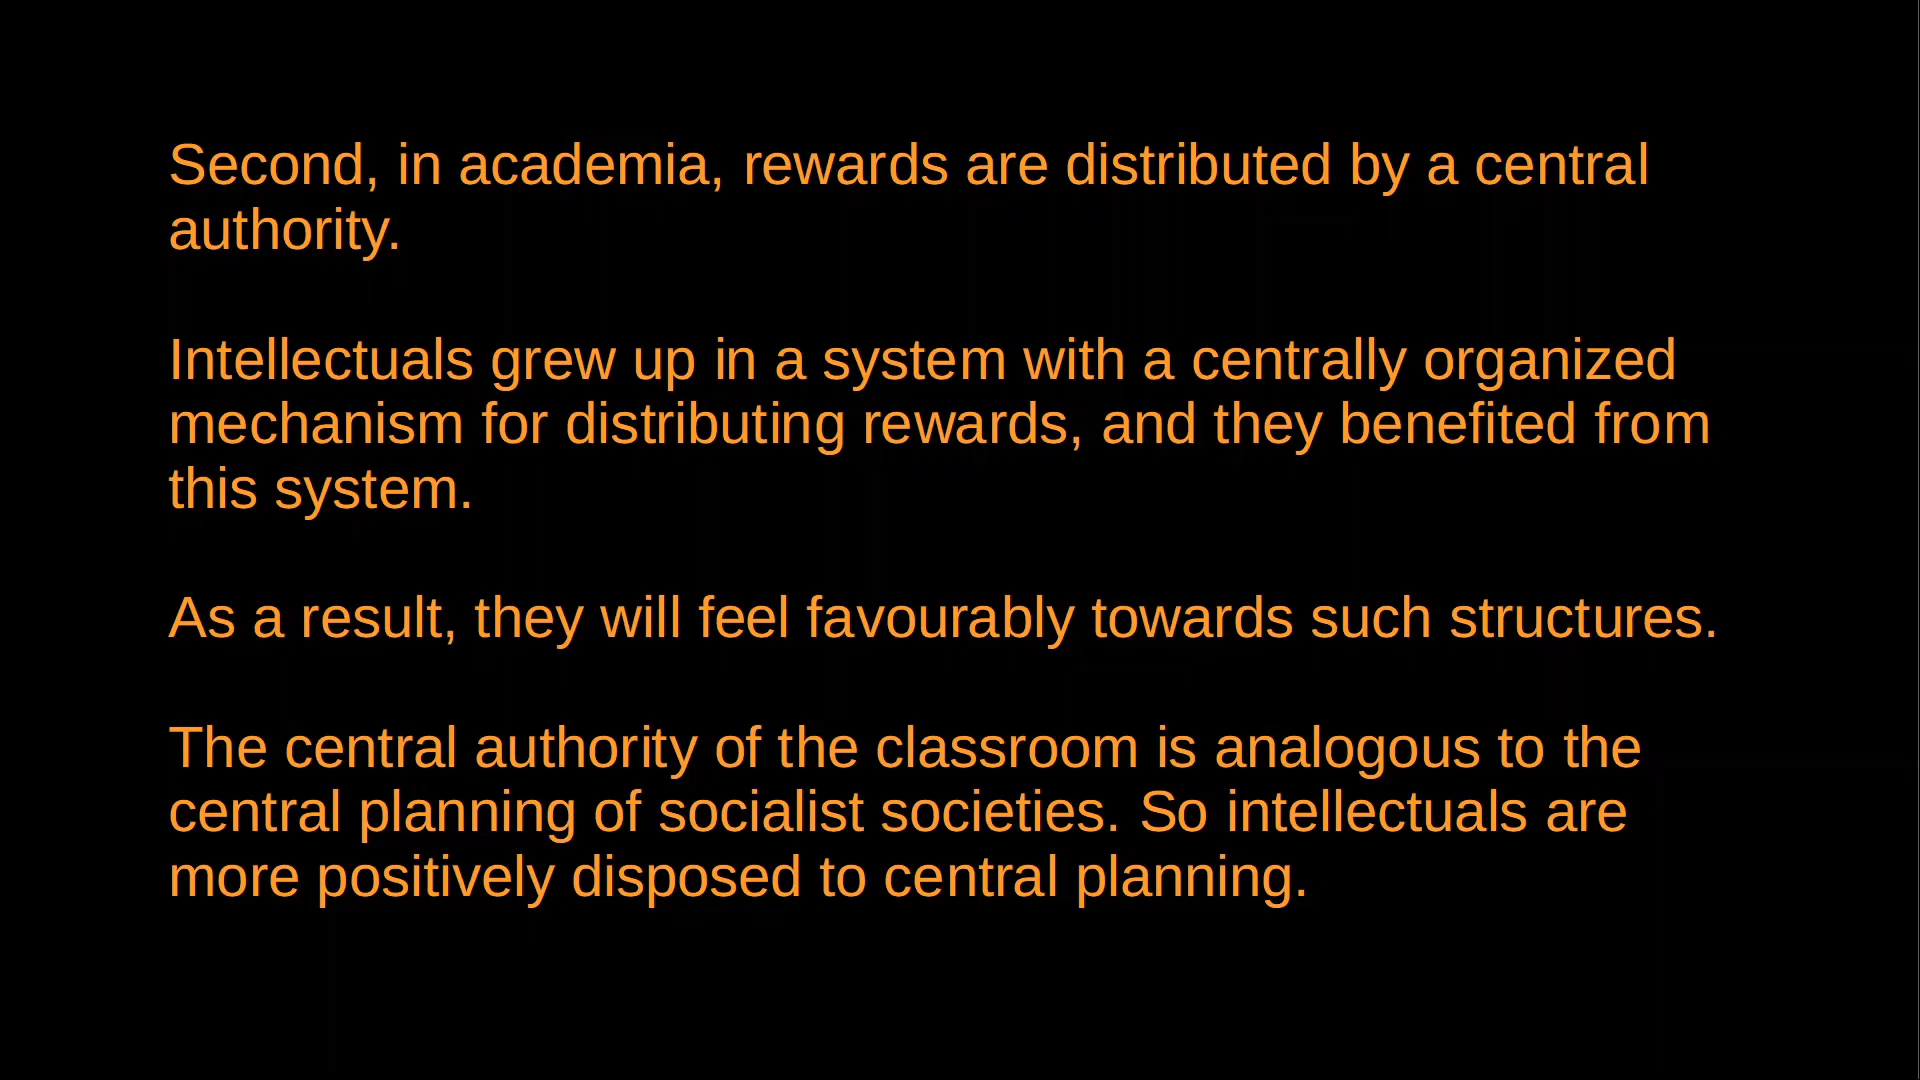 Second, in academia, rewards are distributed by a central
authority.
Intellectuals grew up in a system with a centrally organized
mechanism for distributing rewards, and they benefited from
this system.
As a result, they will feel favourably towards such structures.
The central authority of the classroom is analogous to the
central planning of socialist societies. So intellectuals are
more positively disposed to central planning.